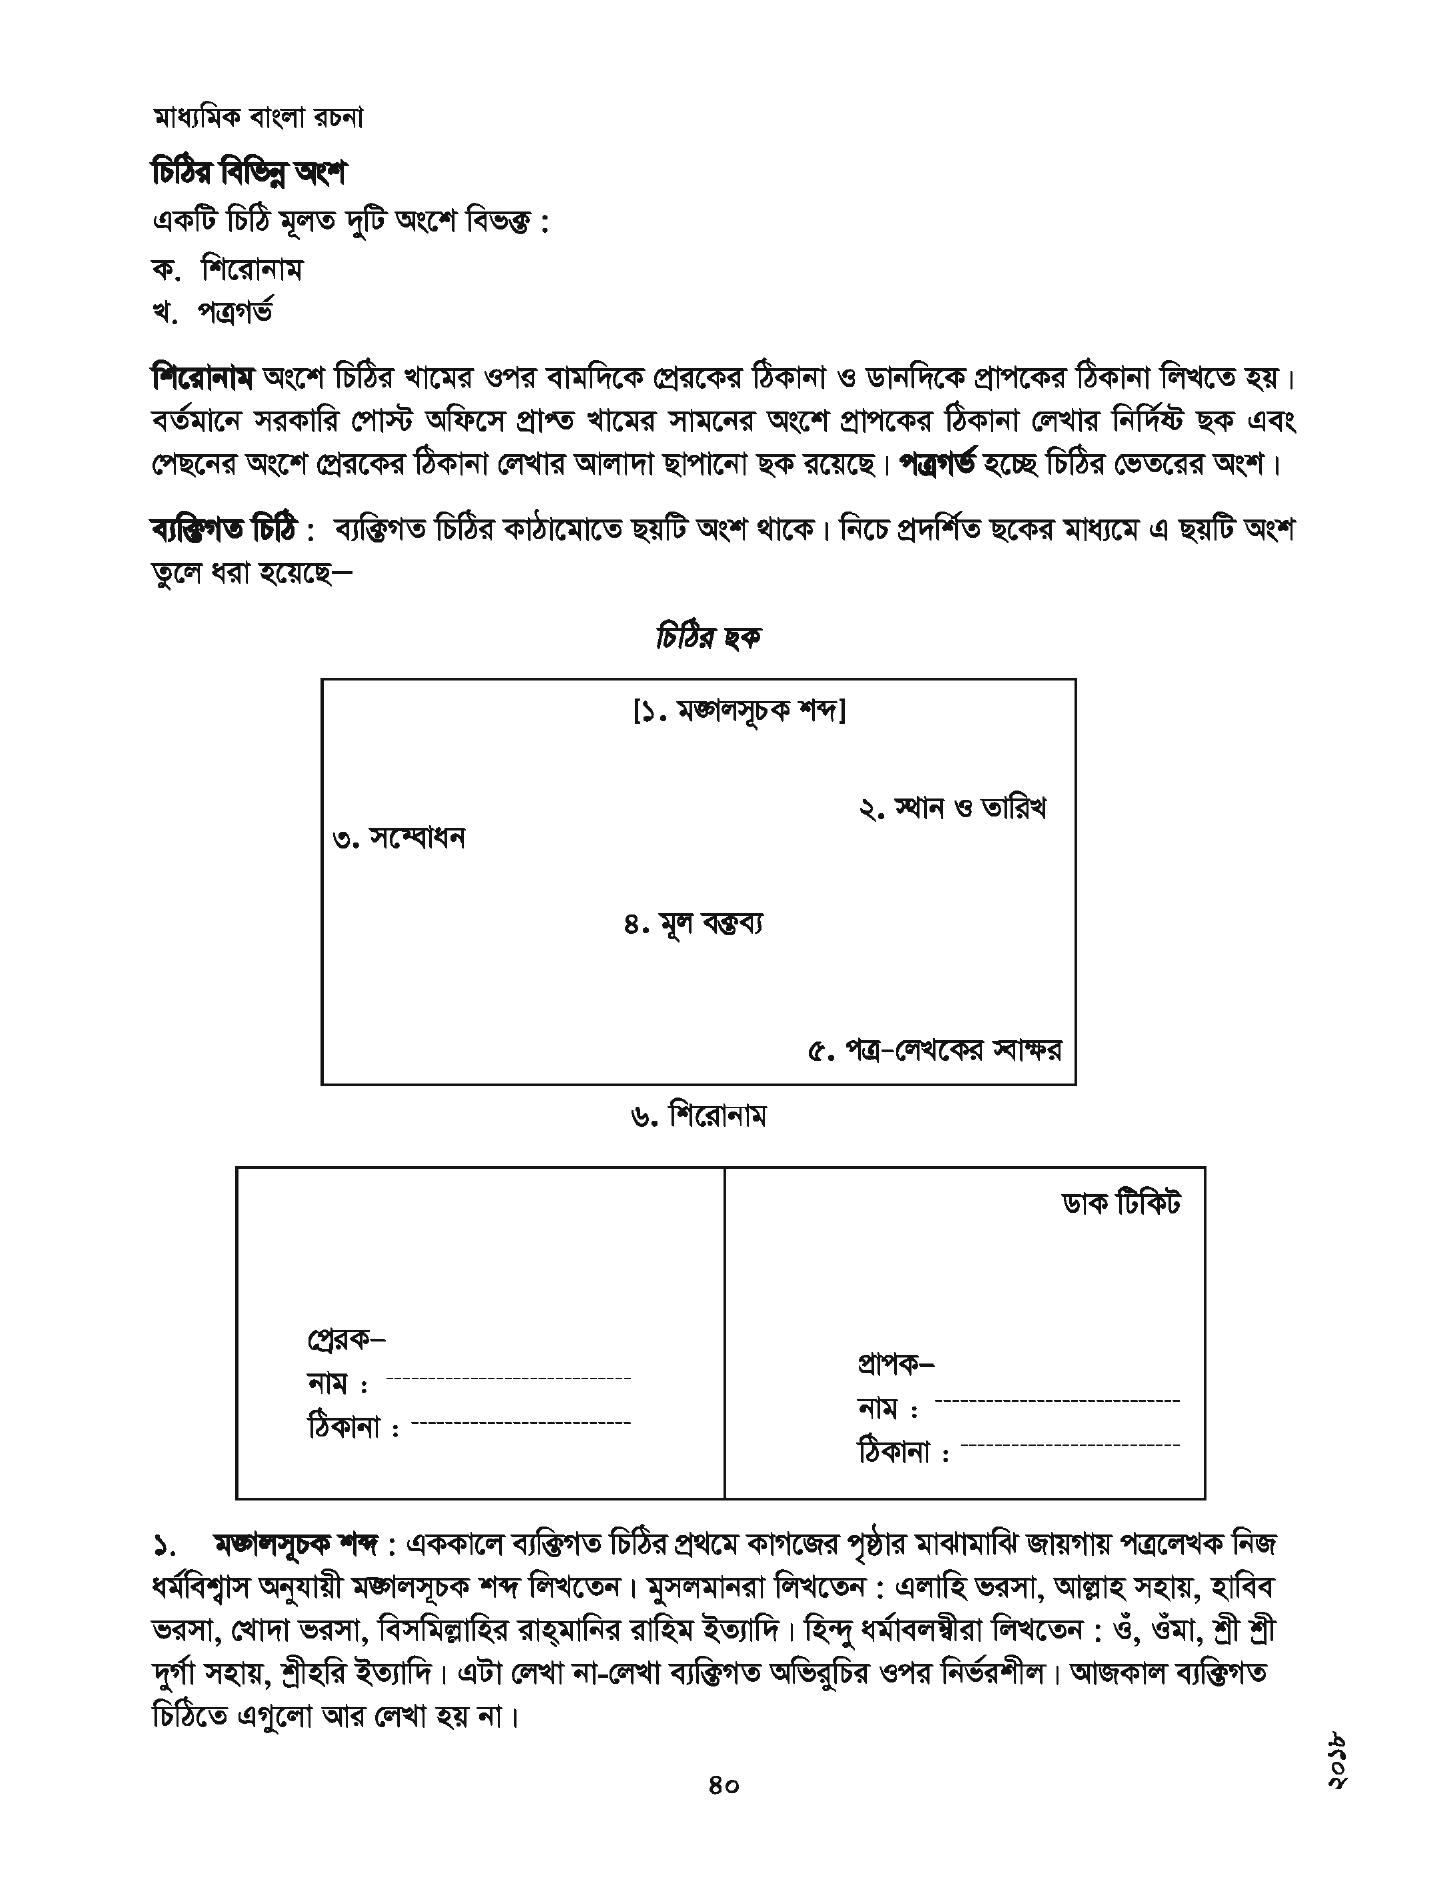 মাধ্যমিক বাংলা রচনা
চিঠির বিভিন্ন অংশ
একটি চিঠি মূলত দুটি অংশে বিভক্ত :
ক. শিরোনাম
খ. পত্রগর্ভ
শিরোনাম অংশে চিঠির খামের ওপর বামদিকে প্রেরকের ঠিকানা ও ডানদিকে প্রাপকের ঠিকানা লিখতে হয়।
বর্তমানে সরকারি পোস্ট অফিসে প্রাপ্ত খামের সামনের অংশে প্রাপকের ঠিকানা লেখার নির্দিষ্ট ছক এবং
পেছনের অংশে প্রেরকের ঠিকানা লেখার আলাদা ছাপানো ছক রয়েছে। পত্রগর্ভ হচ্ছে চিঠির ভেতরের অংশ।
ব্যক্তিগত চিঠি : ব্যক্তিগত চিঠির কাঠামোতে ছয়টি অংশ থাকে। নিচে প্রদর্শিত ছকের মাধ্যমে এ ছয়টি অংশ
তুলে ধরা হয়েছে–
চিঠির ছক
[১. মঙ্গলসূচক শব্দ]
২. স্থান ও তারিখ
৩. সম্বোধন
৪. মূল বক্তব্য
৫. পত্র-লেখকের স্বাক্ষর
৬. শিরোনাম
ডাক টিকিট
প্রেরক–
নাম : -----------------------------
ঠিকানা : --------------------------
প্রাপক–
নাম : -----------------------------
ঠিকানা : --------------------------
১. মঙ্গলসূচক শব্দ : এককালে ব্যক্তিগত চিঠির প্রথমে কাগজের পৃষ্ঠার মাঝামাঝি জায়গায় পত্রলেখক নিজ
ধর্মবিশ্বাস অনুযায়ী মঙ্গলসূচক শব্দ লিখতেন। মুসলমানরা লিখতেন : এলাহি ভরসা, আল্লাহ সহায়, হাবিব
ভরসা, খোদা ভরসা, বিসমিল্লাহির রাহ্‌মানির রাহিম ইত্যাদি। হিন্দু ধর্মাবলম্বীরা লিখতেন : ওঁ, ওঁমা, শ্রী শ্রী
দুর্গা সহায়, শ্রীহরি ইত্যাদি। এটা লেখা না-লেখা ব্যক্তিগত অভিরুচির ওপর নির্ভরশীল। আজকাল ব্যক্তিগত
চিঠিতে এগুলো আর লেখা হয় না।
৪০
২০১৮